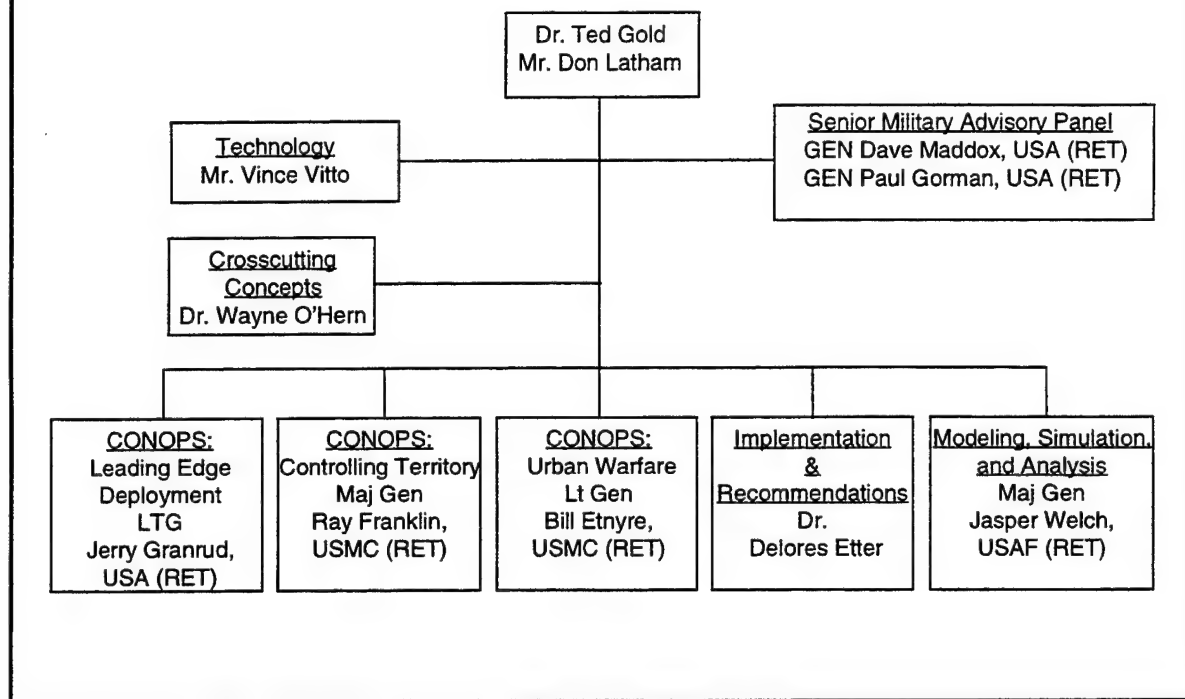 Dr. Ted Gold
Mr. Don Latham
Technology
Mr. Vince Vitto
Senior Military Advisory Panel
GEN Dave Maddox, USA (RET)
GEN Paul Gorman, USA (RET)
Crosscutting
Concepts
Dr. Wayne O'Hern
CONOPS:
Leading Edge
Deployment
LTG
Jerry Granrud,
USA (RET)
CONOPS:
Controlling Territory
Maj Gen
Ray Franklin,
USMC (RET)
CONOPS:
Urban Warfare
Lt Gen
Bill Etnyre,
USMC (RET)
Implementation
&
Recommendations
Dr.
Delores Etter
Modeling, Simulation,
and Analysis
Maj Gen
Jasper Welch,
USAF (RET)